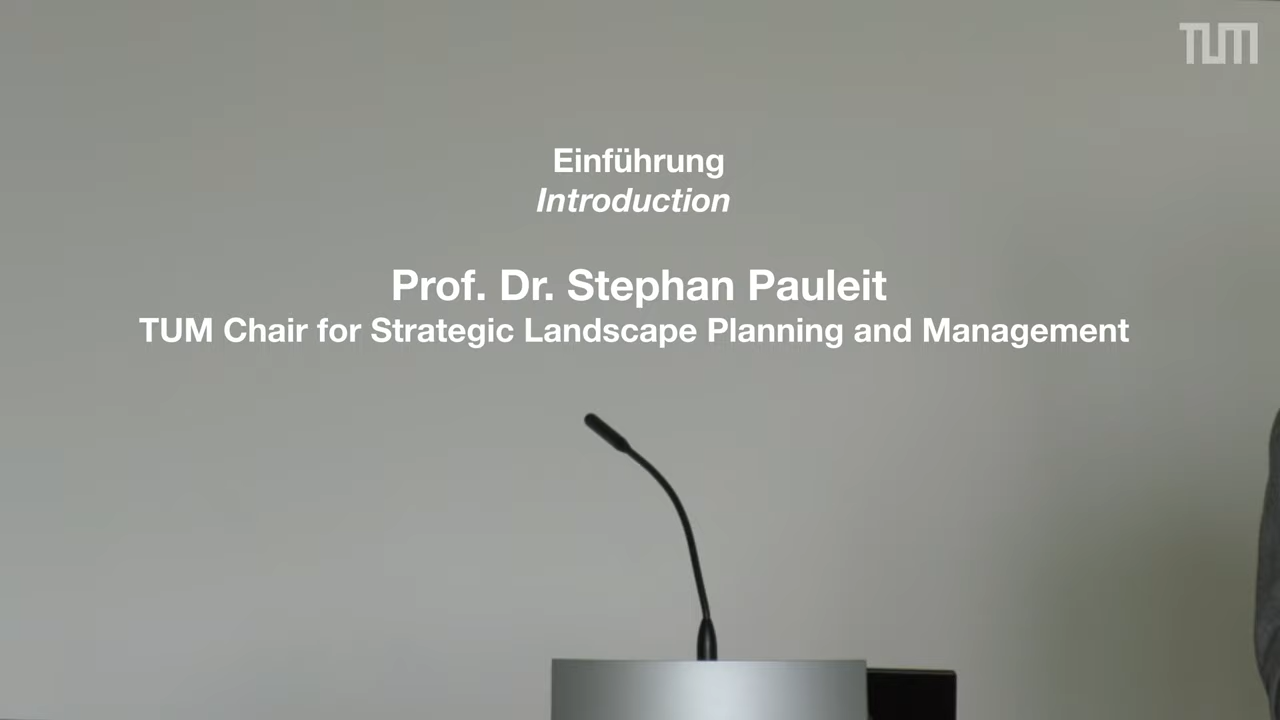 TUM
Einführung
Introduction
Prof. Dr. Stephan Pauleit
TUM Chair for Strategic Landscape Planning and Management